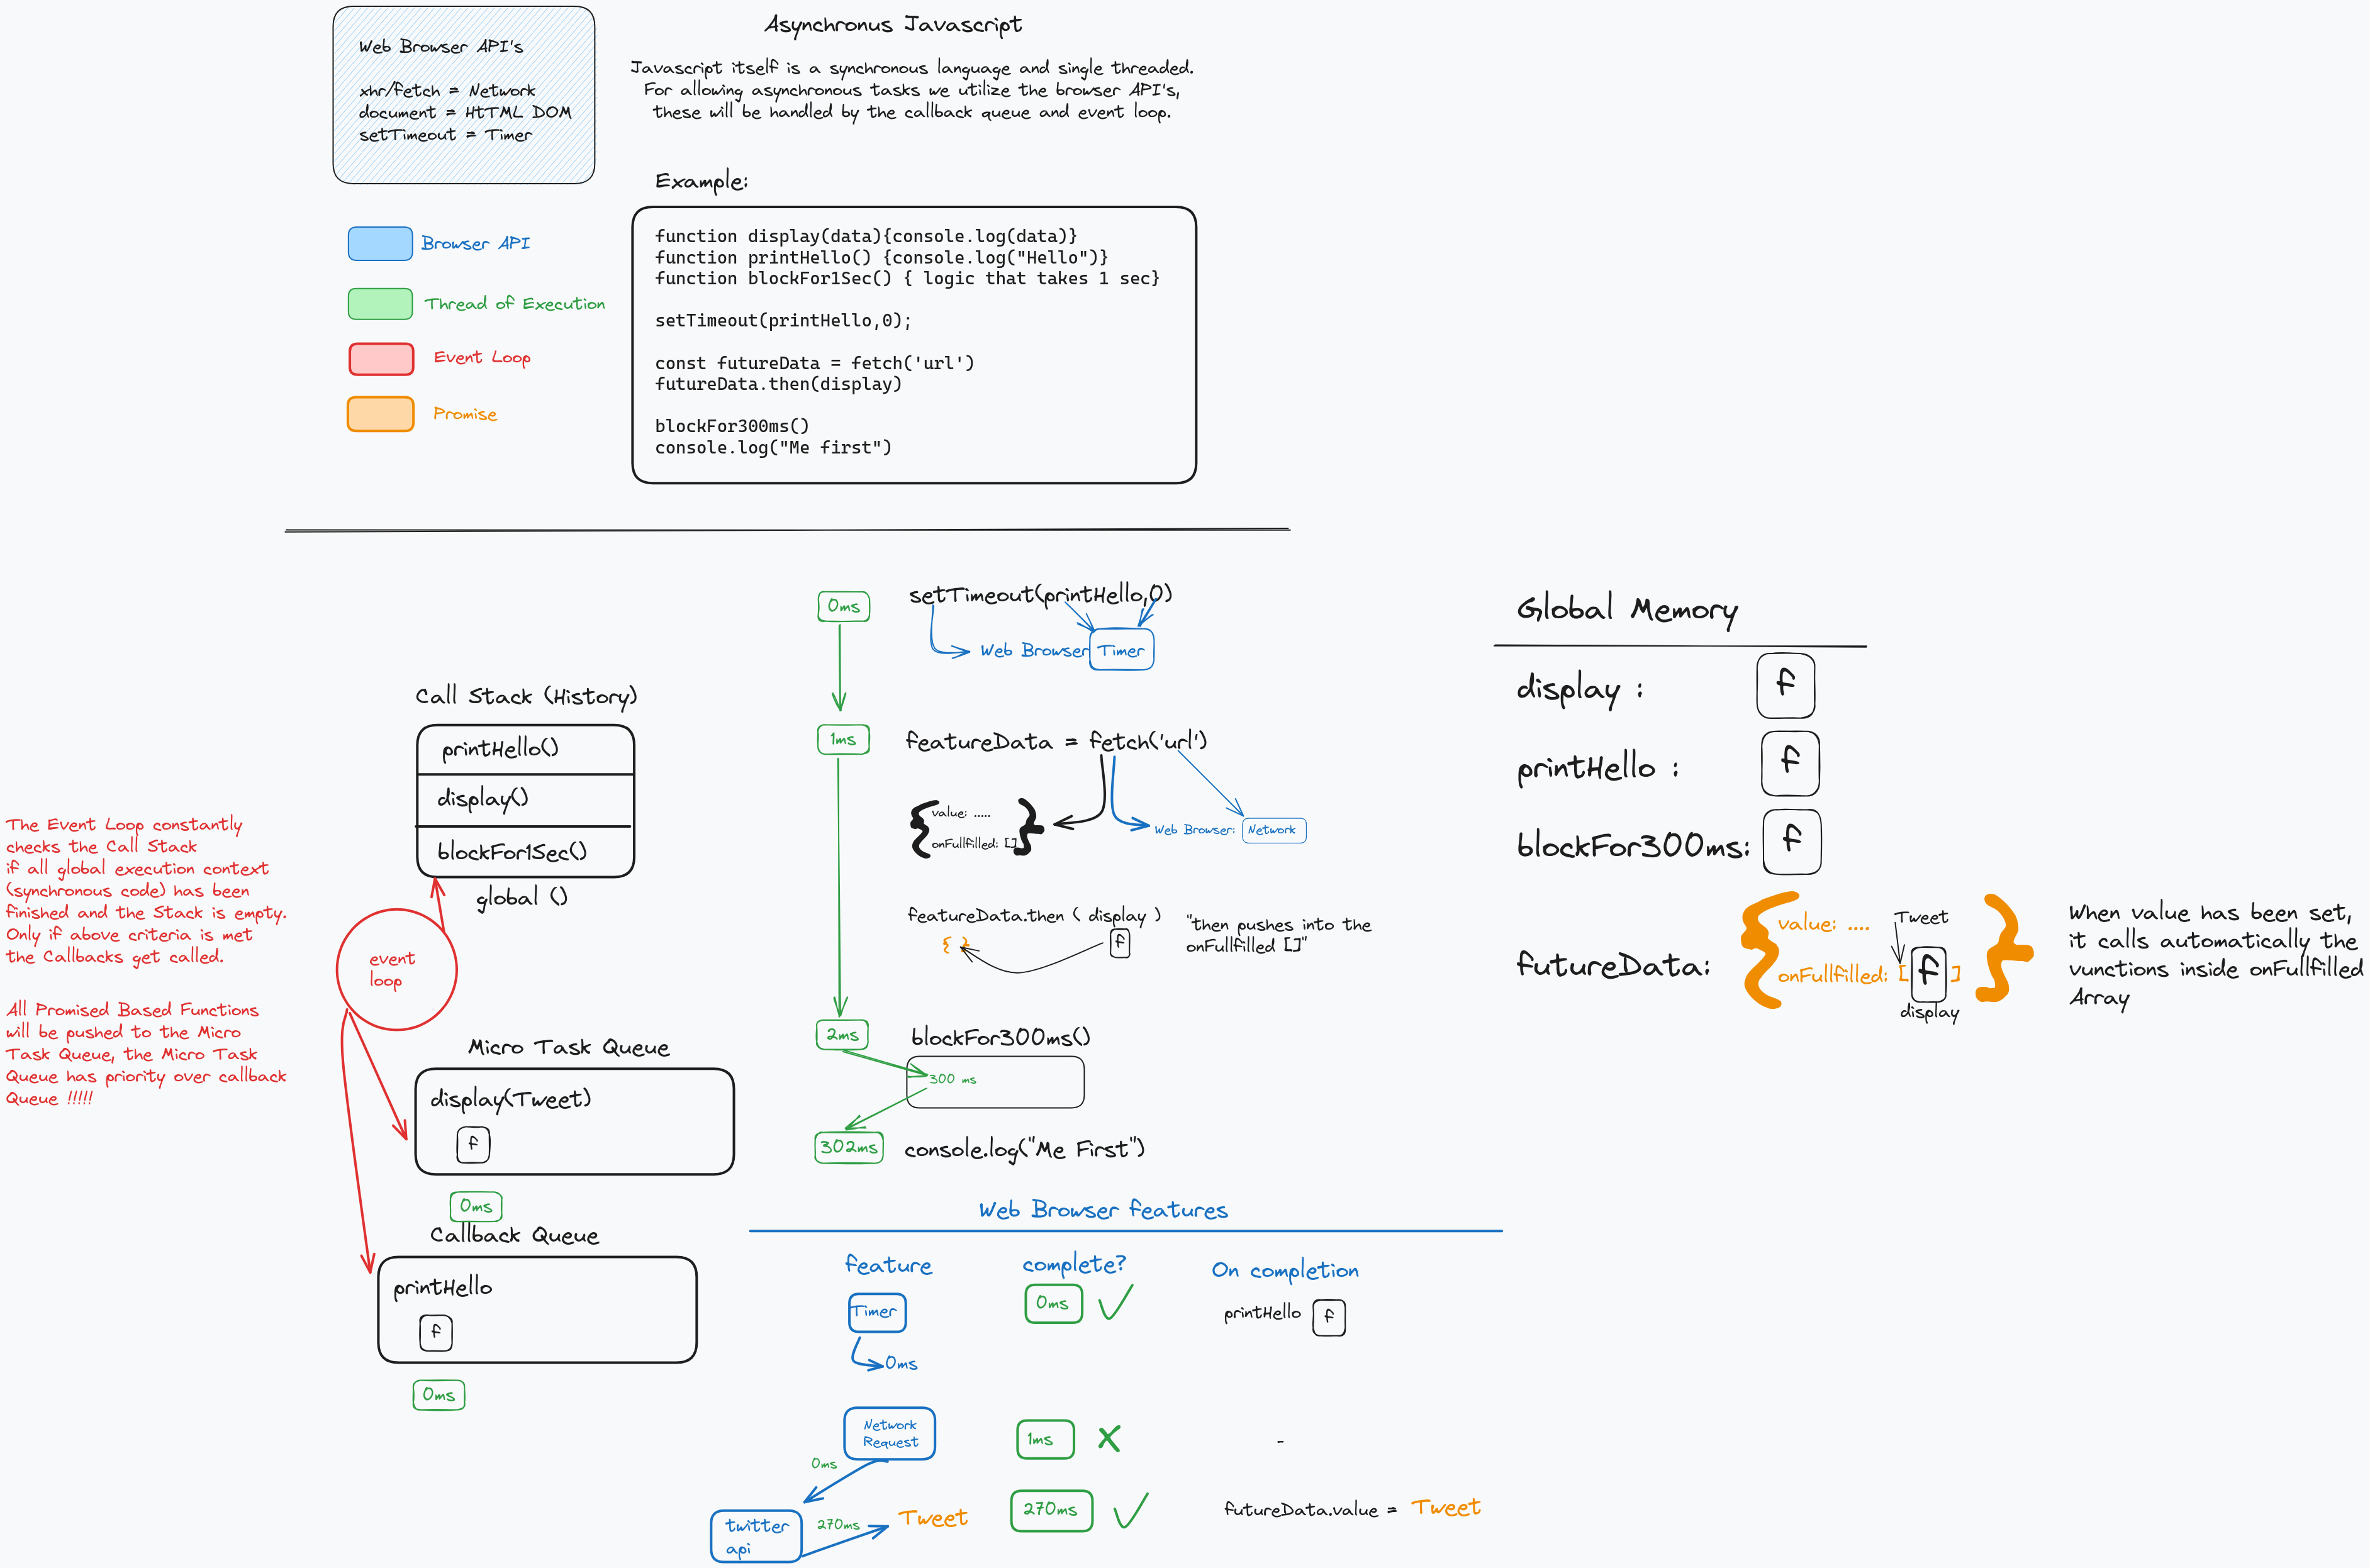 Web Browser API's
xhr/fetch = Network
document = HtTML DOM
setTimeout = Timer
Asynchronus Javascript
Javascript itself is a synchronous language and single threaded.
For allowing asynchronous tasks we utilize the browser API's,
these will be handled by the callback queue and event loop.
Browser API
Thread of Execution
Event Loop
Promise
Example:
function display(data){console.log(data)}
function printHello() {console.log("Hello")}
function blockFor1Sec() { logic that takes 1 sec}
setTimeout(printHello,0);
const futureData = fetch('url')
futureData.then(display)
blockFor300ms()
console.log("Me first")
The Event Loop constantly
checks the Call Stack
if all global execution context
(synchronous code) has been
finished and the Stack is empty.
Only if above criteria is met
the Callbacks get called.
All Promised Based Functions
will be pushed to the Micro
Task Queue, the Micro Task
Queue has priority over callback
Queue !!!!!
Call Stack (History)
printHello()
display()
blockFor1Sec()
global ()
event
loop
Micro Task Queue
display(Tweet)
f
0ms
Callback Queue
printHello
f
0ms
0ms
setTimeout(printHello,0)
Web Browser
Timer
1ms
featureData = fetch('url')
{ value: .....
onFullfilled: [] }
Web Browser:
Network
featureData.then ( display )
{ }
f
"then pushes into the
onFullfilled []"
2ms
blockFor300ms()
300 ms
302ms
console.log("Me First")
Web Browser features
feature
complete?
On completion
Timer
0ms
printHello
f
0ms
Network
Request
1ms
-
0ms
twitter
api
270ms
Tweet
270ms
futureData.value = Tweet
Global Memory
display :
f
printHello :
f
blockFor300ms:
f
futureData:
{ value: ....
Tweet
onFullfilled: [ f ] }
display
When value has been set,
it calls automatically the
vunctions inside onFullfilled
Array